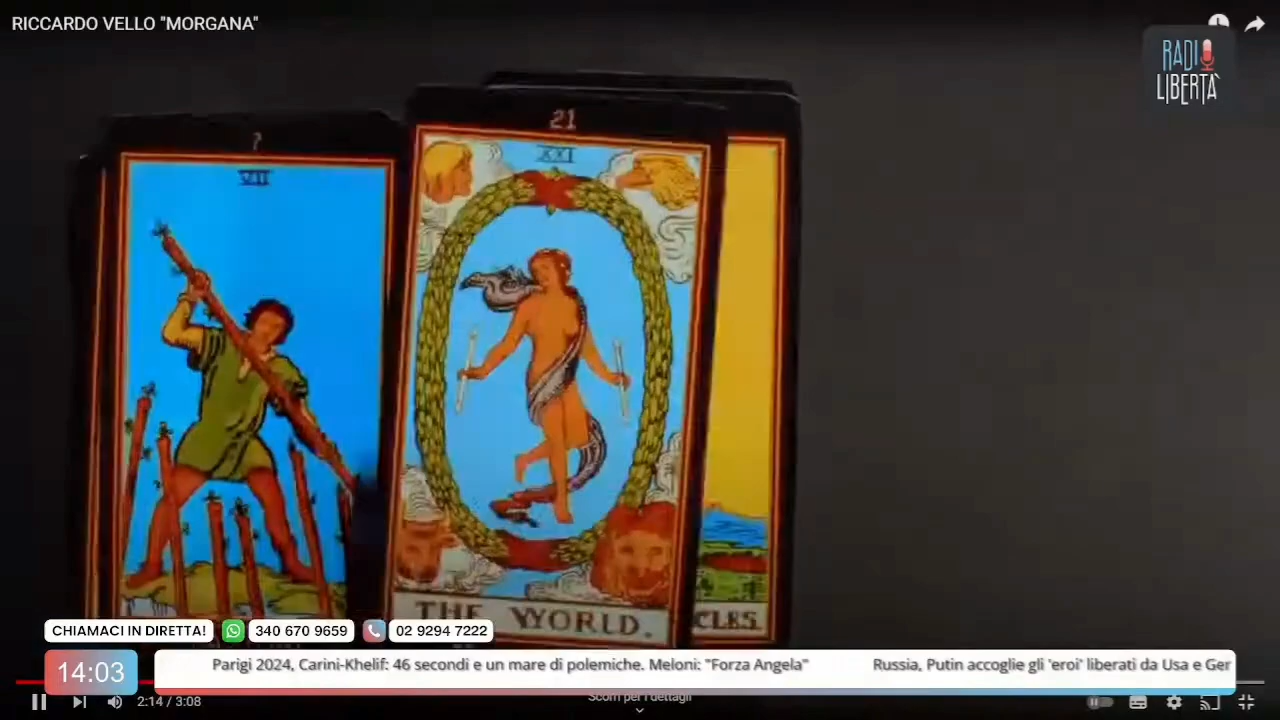 RICCARDO VELLO "MORGANA"
RADI LIBERTÀ
7
VII
21
XXI
THE WORLD.
CLES.
CHIAMACI IN DIRETTA!
340 670 9659
02 9294 7222
14:03
Parigi 2024, Carini-Khelif: 46 secondi e un mare di polemiche. Meloni: "Forza Angela"
Russia, Putin accoglie gli 'eroi' liberati da Usa e Ger
Scorri per i dettagli
2:14 / 3:08